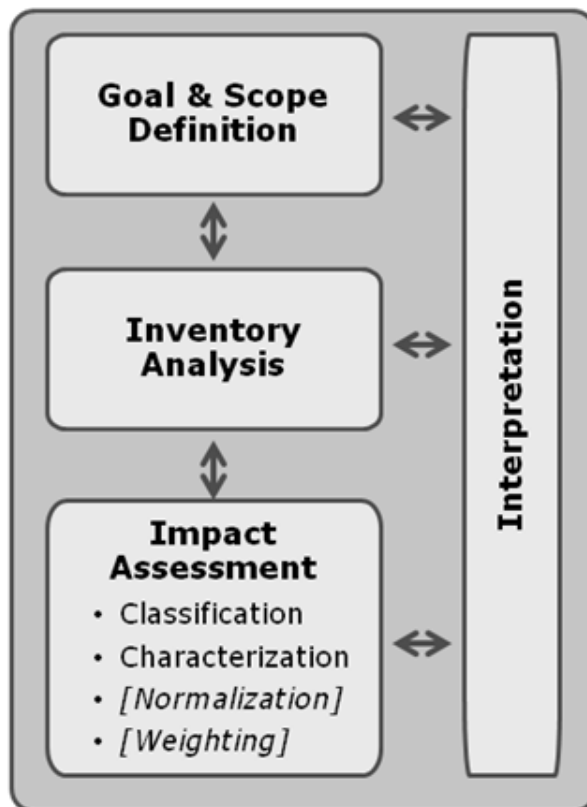 Goal & Scope
Definition
Inventory
Analysis
Impact
Assessment
• Classification
• Characterization
• [Normalization]
• [Weighting]
Interpretation